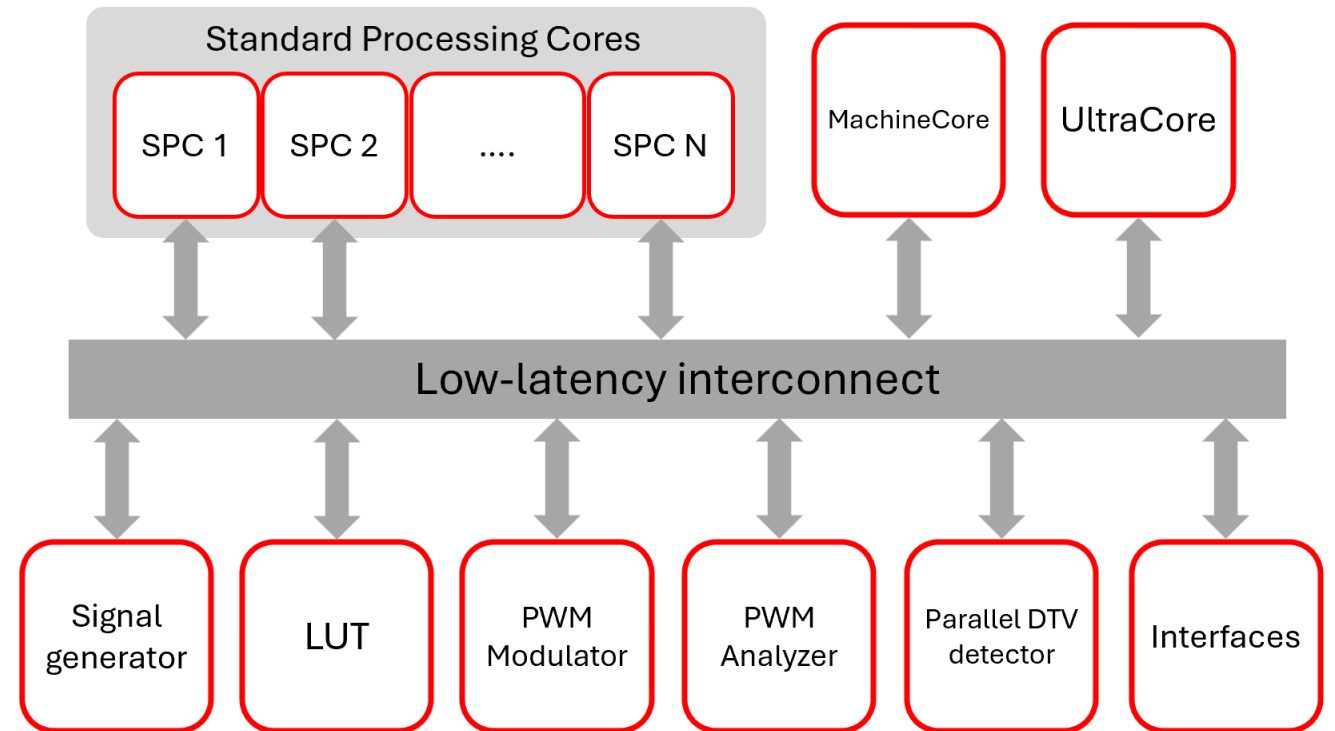 Standard Processing Cores
SPC 1
SPC 2
....
SPC N
MachineCore
UltraCore
Low-latency interconnect
Signal
generator
LUT
PWM
Modulator
PWM
Analyzer
Parallel DTV
detector
Interfaces